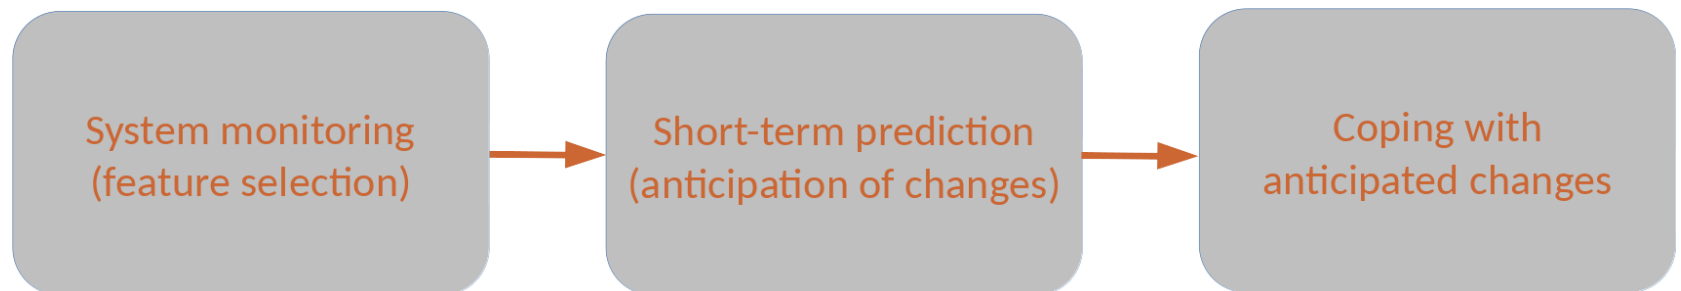 System monitoring
(feature selection)
Short-term prediction
(anticipation of changes)
Coping with
anticipated changes